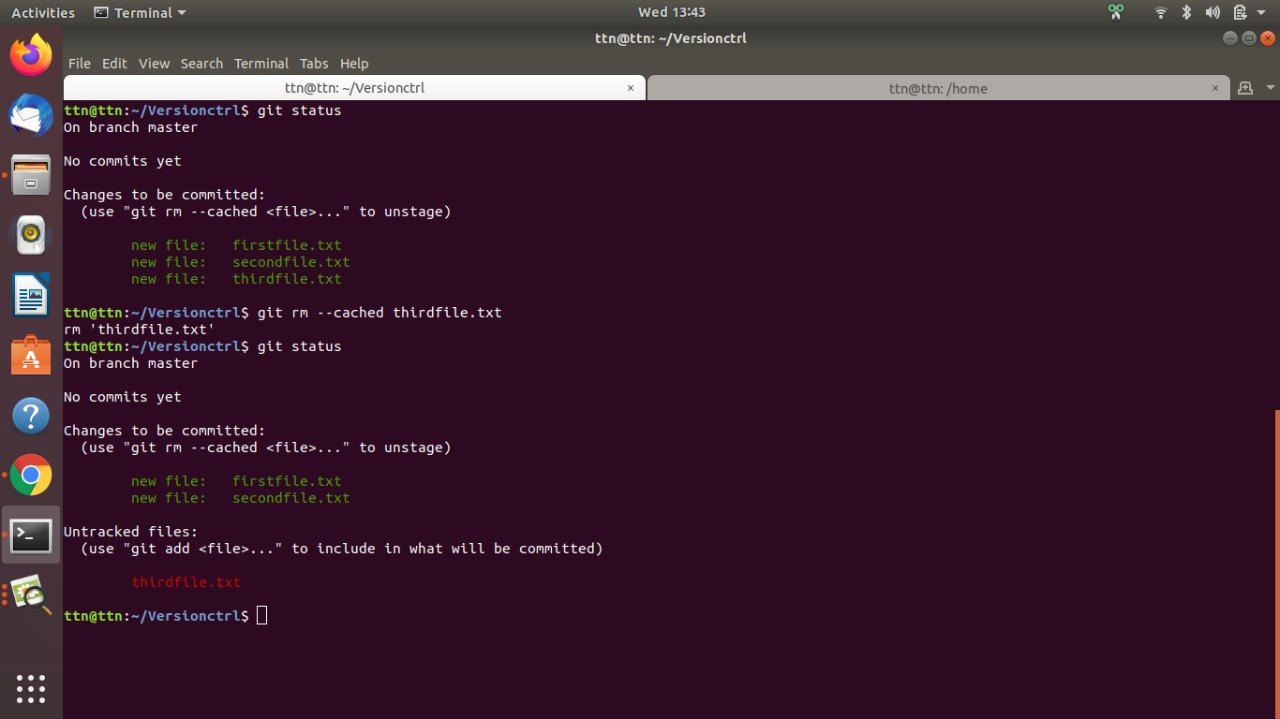 Activities Terminal Wed 13:43
ttn@ttn: ~/Versionctrl
File Edit View Search Terminal Tabs Help
ttn@ttn: ~/Versionctrl × ttn@ttn: /home ×
ttn@ttn:~/Versionctrl$ git status
On branch master
No commits yet
Changes to be committed:
(use "git rm --cached <file>..." to unstage)
new file: firstfile.txt
new file: secondfile.txt
new file: thirdfile.txt
ttn@ttn:~/Versionctrl$ git rm --cached thirdfile.txt
rm 'thirdfile.txt'
ttn@ttn:~/Versionctrl$ git status
On branch master
No commits yet
Changes to be committed:
(use "git rm --cached <file>..." to unstage)
new file: firstfile.txt
new file: secondfile.txt
Untracked files:
(use "git add <file>..." to include in what will be committed)
thirdfile.txt
ttn@ttn:~/Versionctrl$